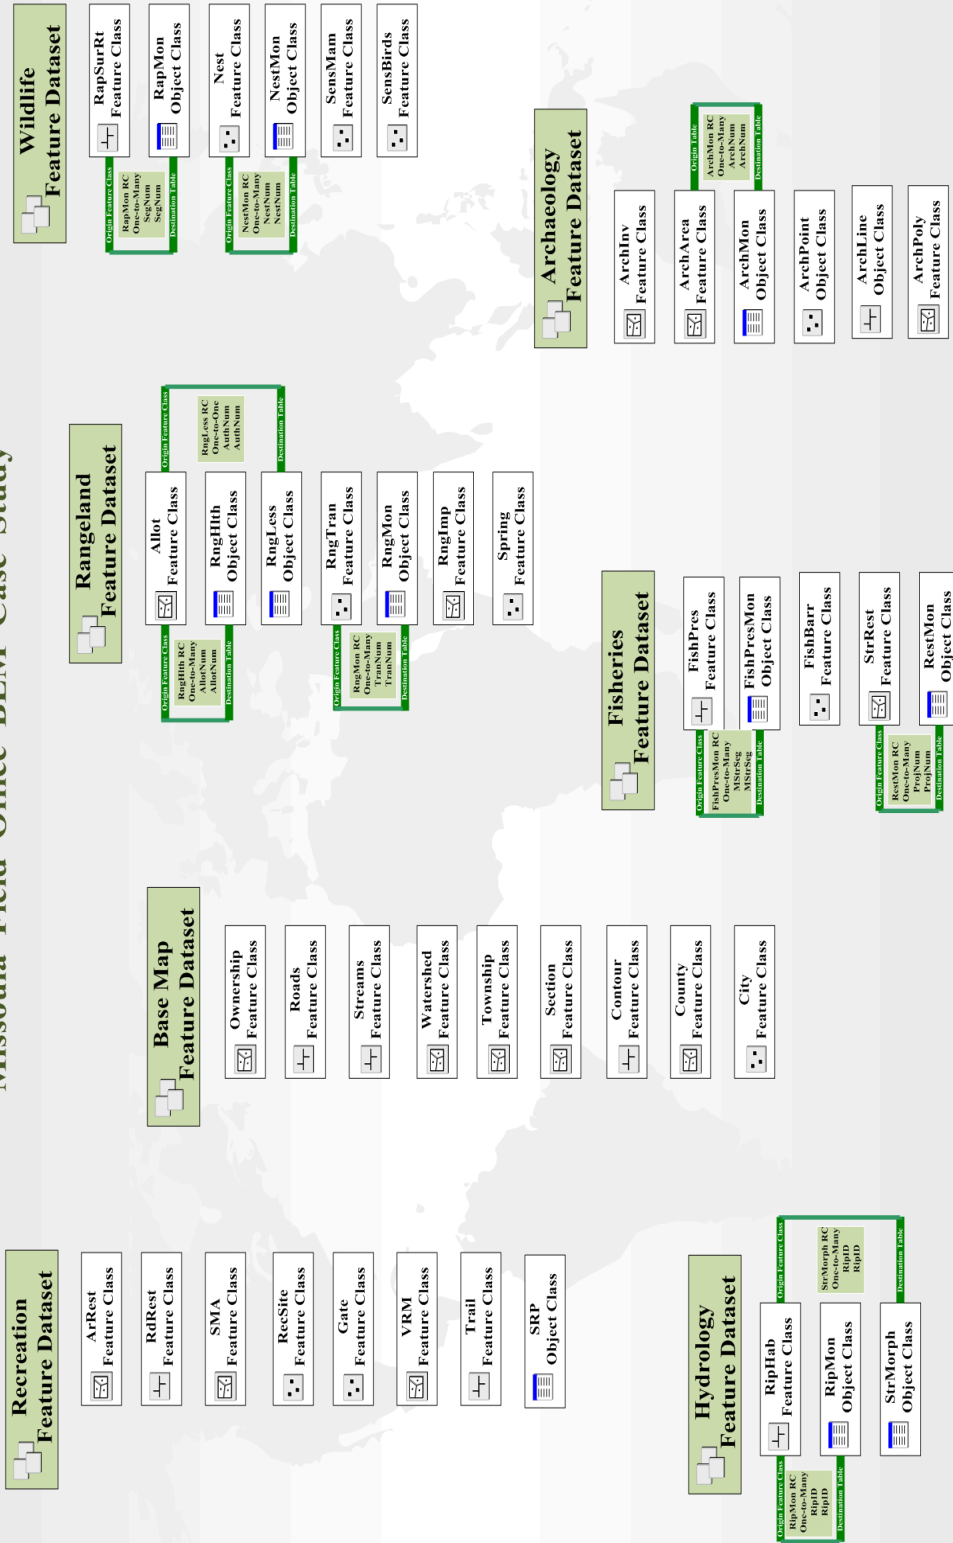 Missoula Field Office BLM Case Study
Recreation
Feature Dataset
ArRest
Feature Class
RdRest
Feature Class
SMA
Feature Class
RecSite
Feature Class
Gate
Feature Class
VRM
Feature Class
Trail
Feature Class
SRP
Object Class
Base Map
Feature Dataset
Ownership
Feature Class
Roads
Feature Class
Streams
Feature Class
Watershed
Feature Class
Township
Feature Class
Section
Feature Class
Contour
Feature Class
County
Feature Class
City
Feature Class
Rangeland
Feature Dataset
Allot
Feature Class
RngHlth
Object Class
RngLess
Object Class
RngTran
Feature Class
RngMon
Object Class
RngImp
Feature Class
Spring
Feature Class
Origin Feature Class
RngHlth RC
One-to-Many
AllotNum
AllotNum
Destination Table
Origin Feature Class
RngLess RC
One-to-One
AuthNum
AuthNum
Destination Table
Origin Feature Class
RngMon RC
One-to-Many
TranNum
TranNum
Destination Table
Wildlife
Feature Dataset
RapSurRt
Feature Class
RapMon
Object Class
Nest
Feature Class
NestMon
Object Class
SensMam
Feature Class
SensBirds
Feature Class
Origin Feature Class
RapMon RC
One-to-Many
SegNum
SegNum
Destination Table
Origin Feature Class
NestMon RC
One-to-Many
NestNum
NestNum
Destination Table
Hydrology
Feature Dataset
RipHab
Feature Class
RipMon
Object Class
StrMorph
Object Class
Origin Feature Class
RipMon RC
One-to-Many
RipID
RipID
Destination Table
Origin Feature Class
StrMorph RC
One-to-Many
RipID
RipID
Destination Table
Fisheries
Feature Dataset
FishPres
Feature Class
FishPresMon
Object Class
FishBarr
Feature Class
StrRest
Feature Class
RestMon
Object Class
Origin Feature Class
FishPresMon RC
One-to-Many
MStrSeg
MStrSeg
Destination Table
Origin Feature Class
RestMon RC
One-to-Many
ProjNum
ProjNum
Destination Table
Archaeology
Feature Dataset
ArchInv
Feature Class
ArchArea
Feature Class
ArchMon
Object Class
ArchPoint
Object Class
ArchLine
Object Class
ArchPoly
Feature Class
Origin Table
ArchMon RC
One-to-Many
ArchNum
ArchNum
Destination Table